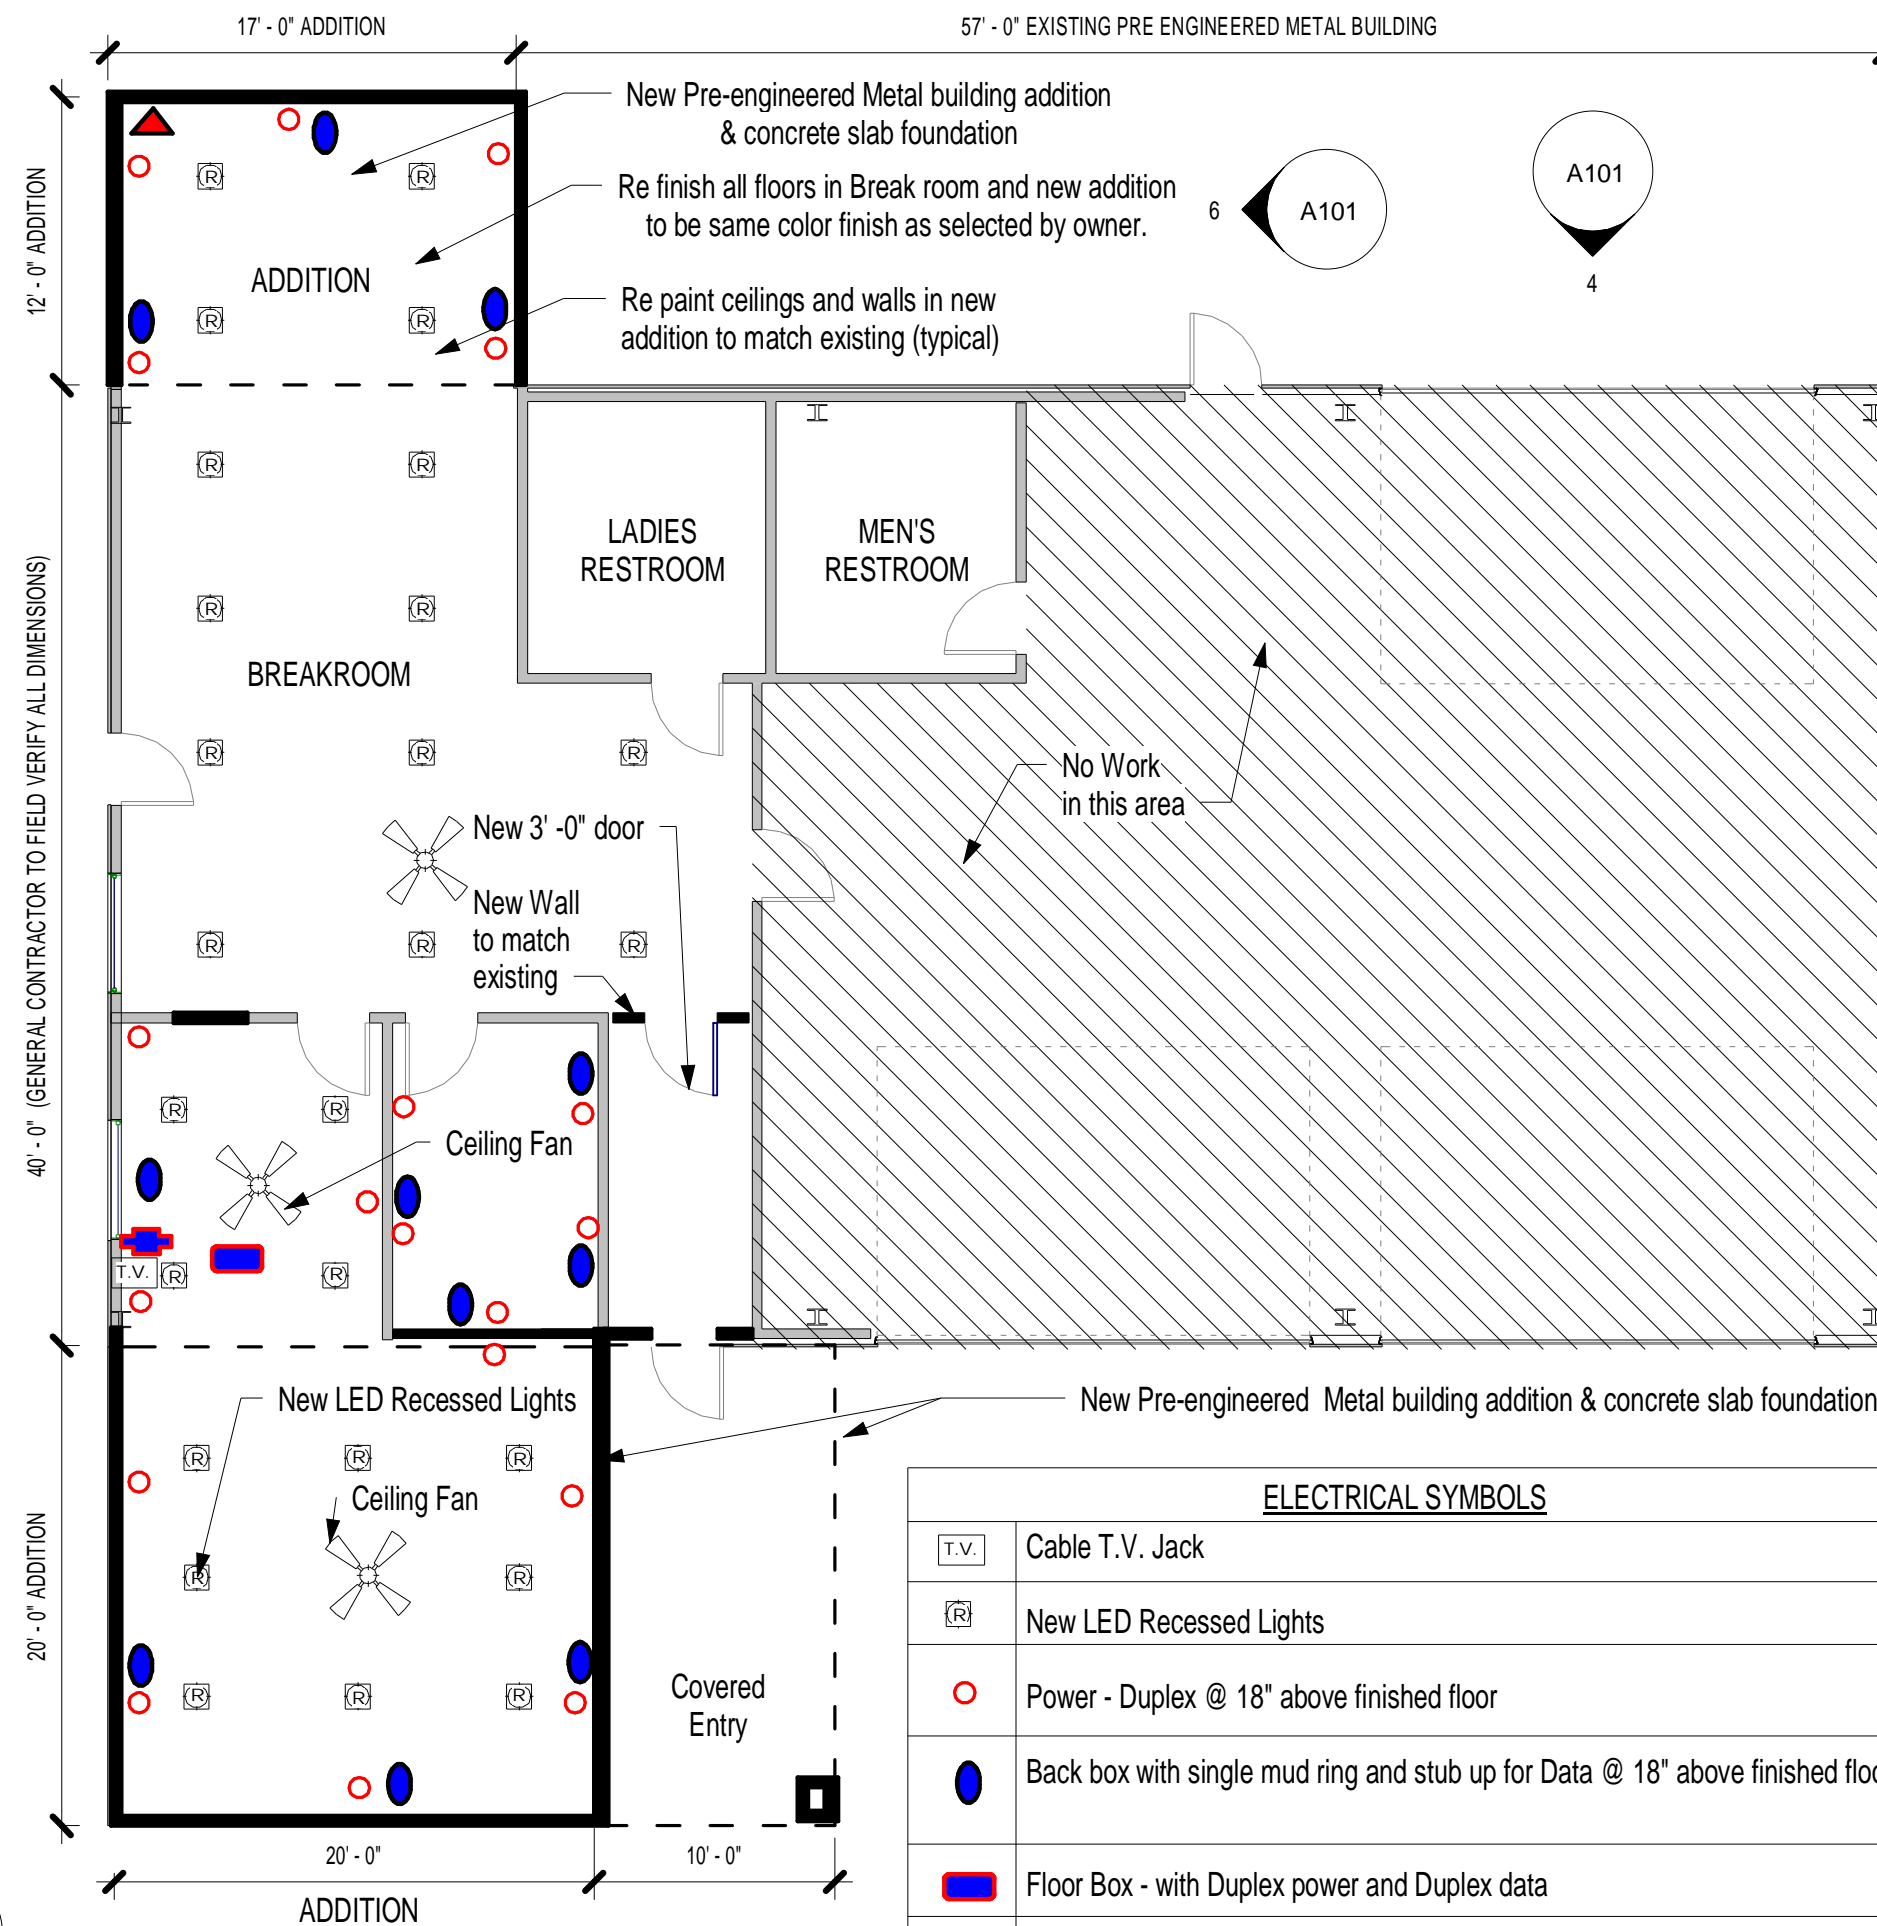 17' - 0" ADDITION
57' - 0" EXISTING PRE ENGINEERED METAL BUILDING
New Pre-engineered Metal building addition
& concrete slab foundation
Re finish all floors in Break room and new addition
to be same color finish as selected by owner.
Re paint ceilings and walls in new
addition to match existing (typical)
12' - 0" ADDITION
ADDITION
R
R
R
R
6
A101
A101
4
LADIES
RESTROOM
MEN'S
RESTROOM
BREAKROOM
R
R
R
R
R
R
R
R
R
R
40' - 0" (GENERAL CONTRACTOR TO FIELD VERIFY ALL DIMENSIONS)
No Work
in this area
New 3' -0" door
New Wall
to match
existing
Ceiling Fan
R
R
R
R
T.V.
New LED Recessed Lights
New Pre-engineered Metal building addition & concrete slab foundation
Ceiling Fan
R
R
R
R
R
R
R
R
20' - 0" ADDITION
Covered
Entry
20' - 0"
10' - 0"
ADDITION
ELECTRICAL SYMBOLS
T.V.
Cable T.V. Jack
R
New LED Recessed Lights
Power - Duplex @ 18" above finished floor
Back box with single mud ring and stub up for Data @ 18" above finished floo
Floor Box - with Duplex power and Duplex data